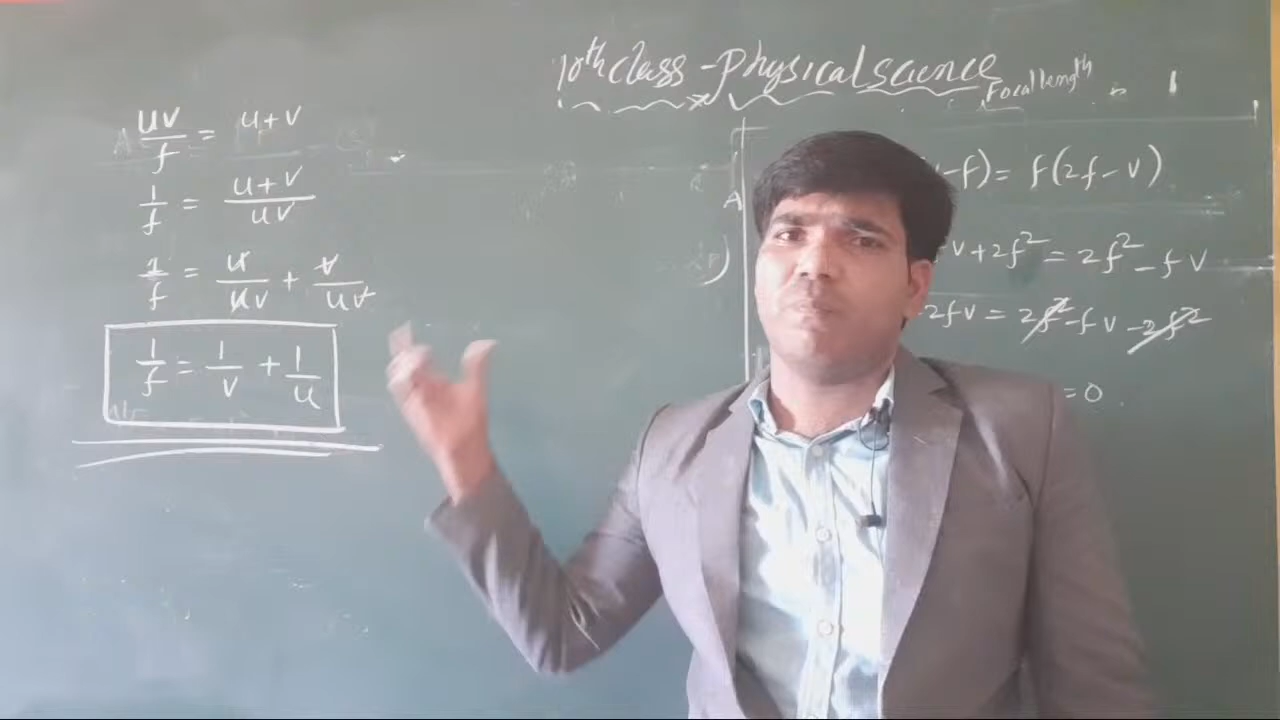 10th class - Physical science
Focal length
uv/f = u+v
1/f = u+v/uv
1/f = u/uv + v/uv
1/f = 1/v + 1/u
-f) = f(2f-v)
v+2f² = 2f² - fv
2fv = 2f² - fv - 2f²
=0
A